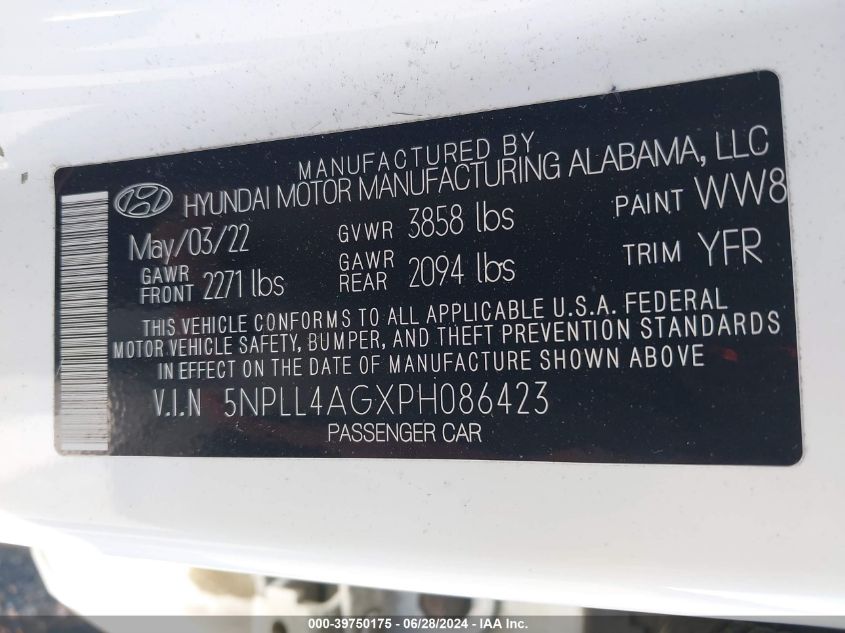 MANUFACTURED BY
HYUNDAI MOTOR MANUFACTURING ALABAMA, LLC
May/03/22 GVWR 3858 lbs PAINT WW8
GAWR FRONT 2271 lbs GAWR REAR 2094 lbs TRIM YFR
THIS VEHICLE CONFORMS TO ALL APPLICABLE U.S.A. FEDERAL
MOTOR VEHICLE SAFETY, BUMPER, AND THEFT PREVENTION STANDARDS
IN EFFECT ON THE DATE OF MANUFACTURE SHOWN ABOVE
V.I.N 5NPLL4AGXPH086423
PASSENGER CAR
000-39750175 - 06/28/2024 - IAA Inc.